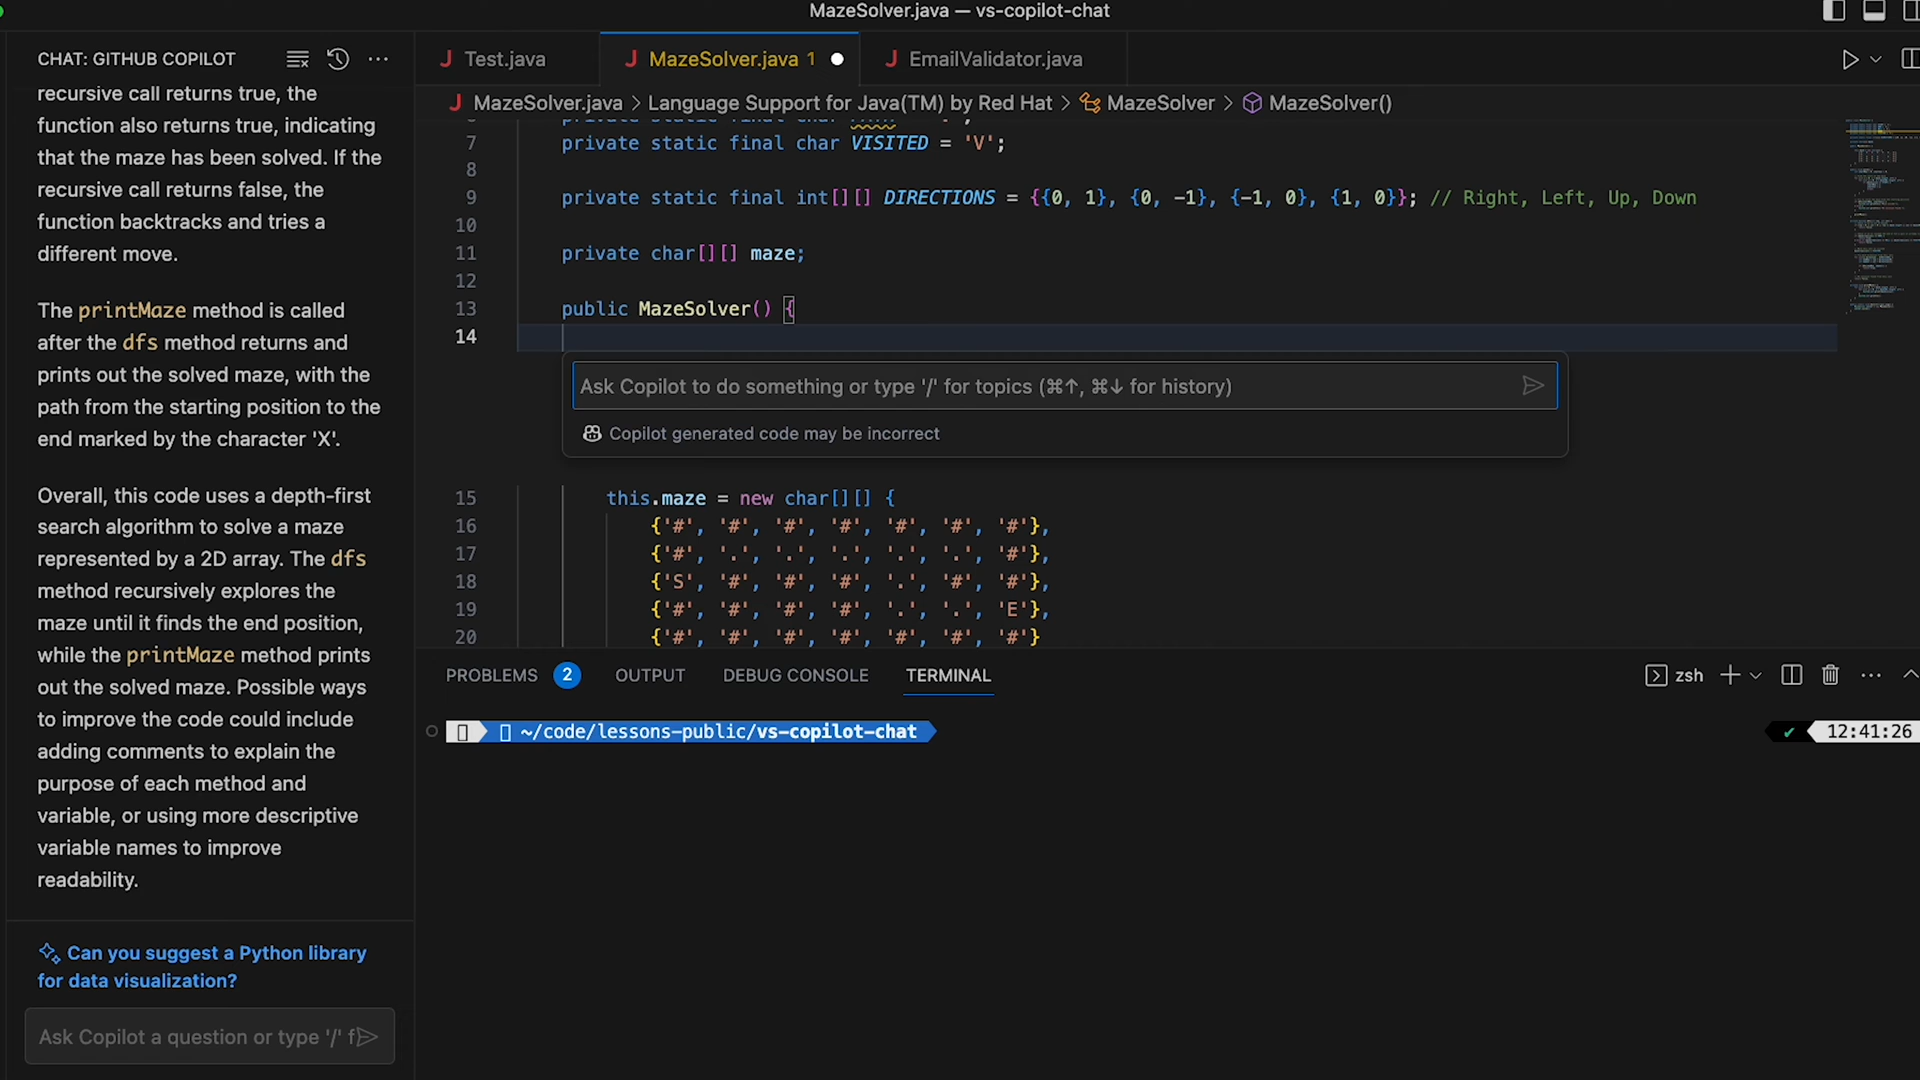 MazeSolver.java — vs-copilot-chat
CHAT: GITHUB COPILOT
recursive call returns true, the
function also returns true, indicating
that the maze has been solved. If the
recursive call returns false, the
function backtracks and tries a
different move.
The printMaze method is called
after the dfs method returns and
prints out the solved maze, with the
path from the starting position to the
end marked by the character 'X'.
Overall, this code uses a depth-first
search algorithm to solve a maze
represented by a 2D array. The dfs
method recursively explores the
maze until it finds the end position,
while the printMaze method prints
out the solved maze. Possible ways
to improve the code could include
adding comments to explain the
purpose of each method and
variable, or using more descriptive
variable names to improve
readability.
Can you suggest a Python library
for data visualization?
Ask Copilot a question or type '/' f
Test.java
MazeSolver.java 1
EmailValidator.java
MazeSolver.java > Language Support for Java(TM) by Red Hat > MazeSolver > MazeSolver()
7 private static final char VISITED = 'V';
8
9 private static final int[][] DIRECTIONS = {{0, 1}, {0, -1}, {-1, 0}, {1, 0}}; // Right, Left, Up, Down
10
11 private char[][] maze;
12
13 public MazeSolver() {
14
Ask Copilot to do something or type '/' for topics (⌘↑, ⌘↓ for history)
Copilot generated code may be incorrect
15 this.maze = new char[][] {
16 {'#', '#', '#', '#', '#', '#', '#'},
17 {'#', '.', '.', '.', '.', '.', '#'},
18 {'S', '#', '#', '#', '.', '#', '#'},
19 {'#', '#', '#', '#', '.', '.', 'E'},
20 {'#', '#', '#', '#', '#', '#', '#'}
PROBLEMS 2 OUTPUT DEBUG CONSOLE TERMINAL
zsh
~/code/lessons-public/vs-copilot-chat
12:41:26